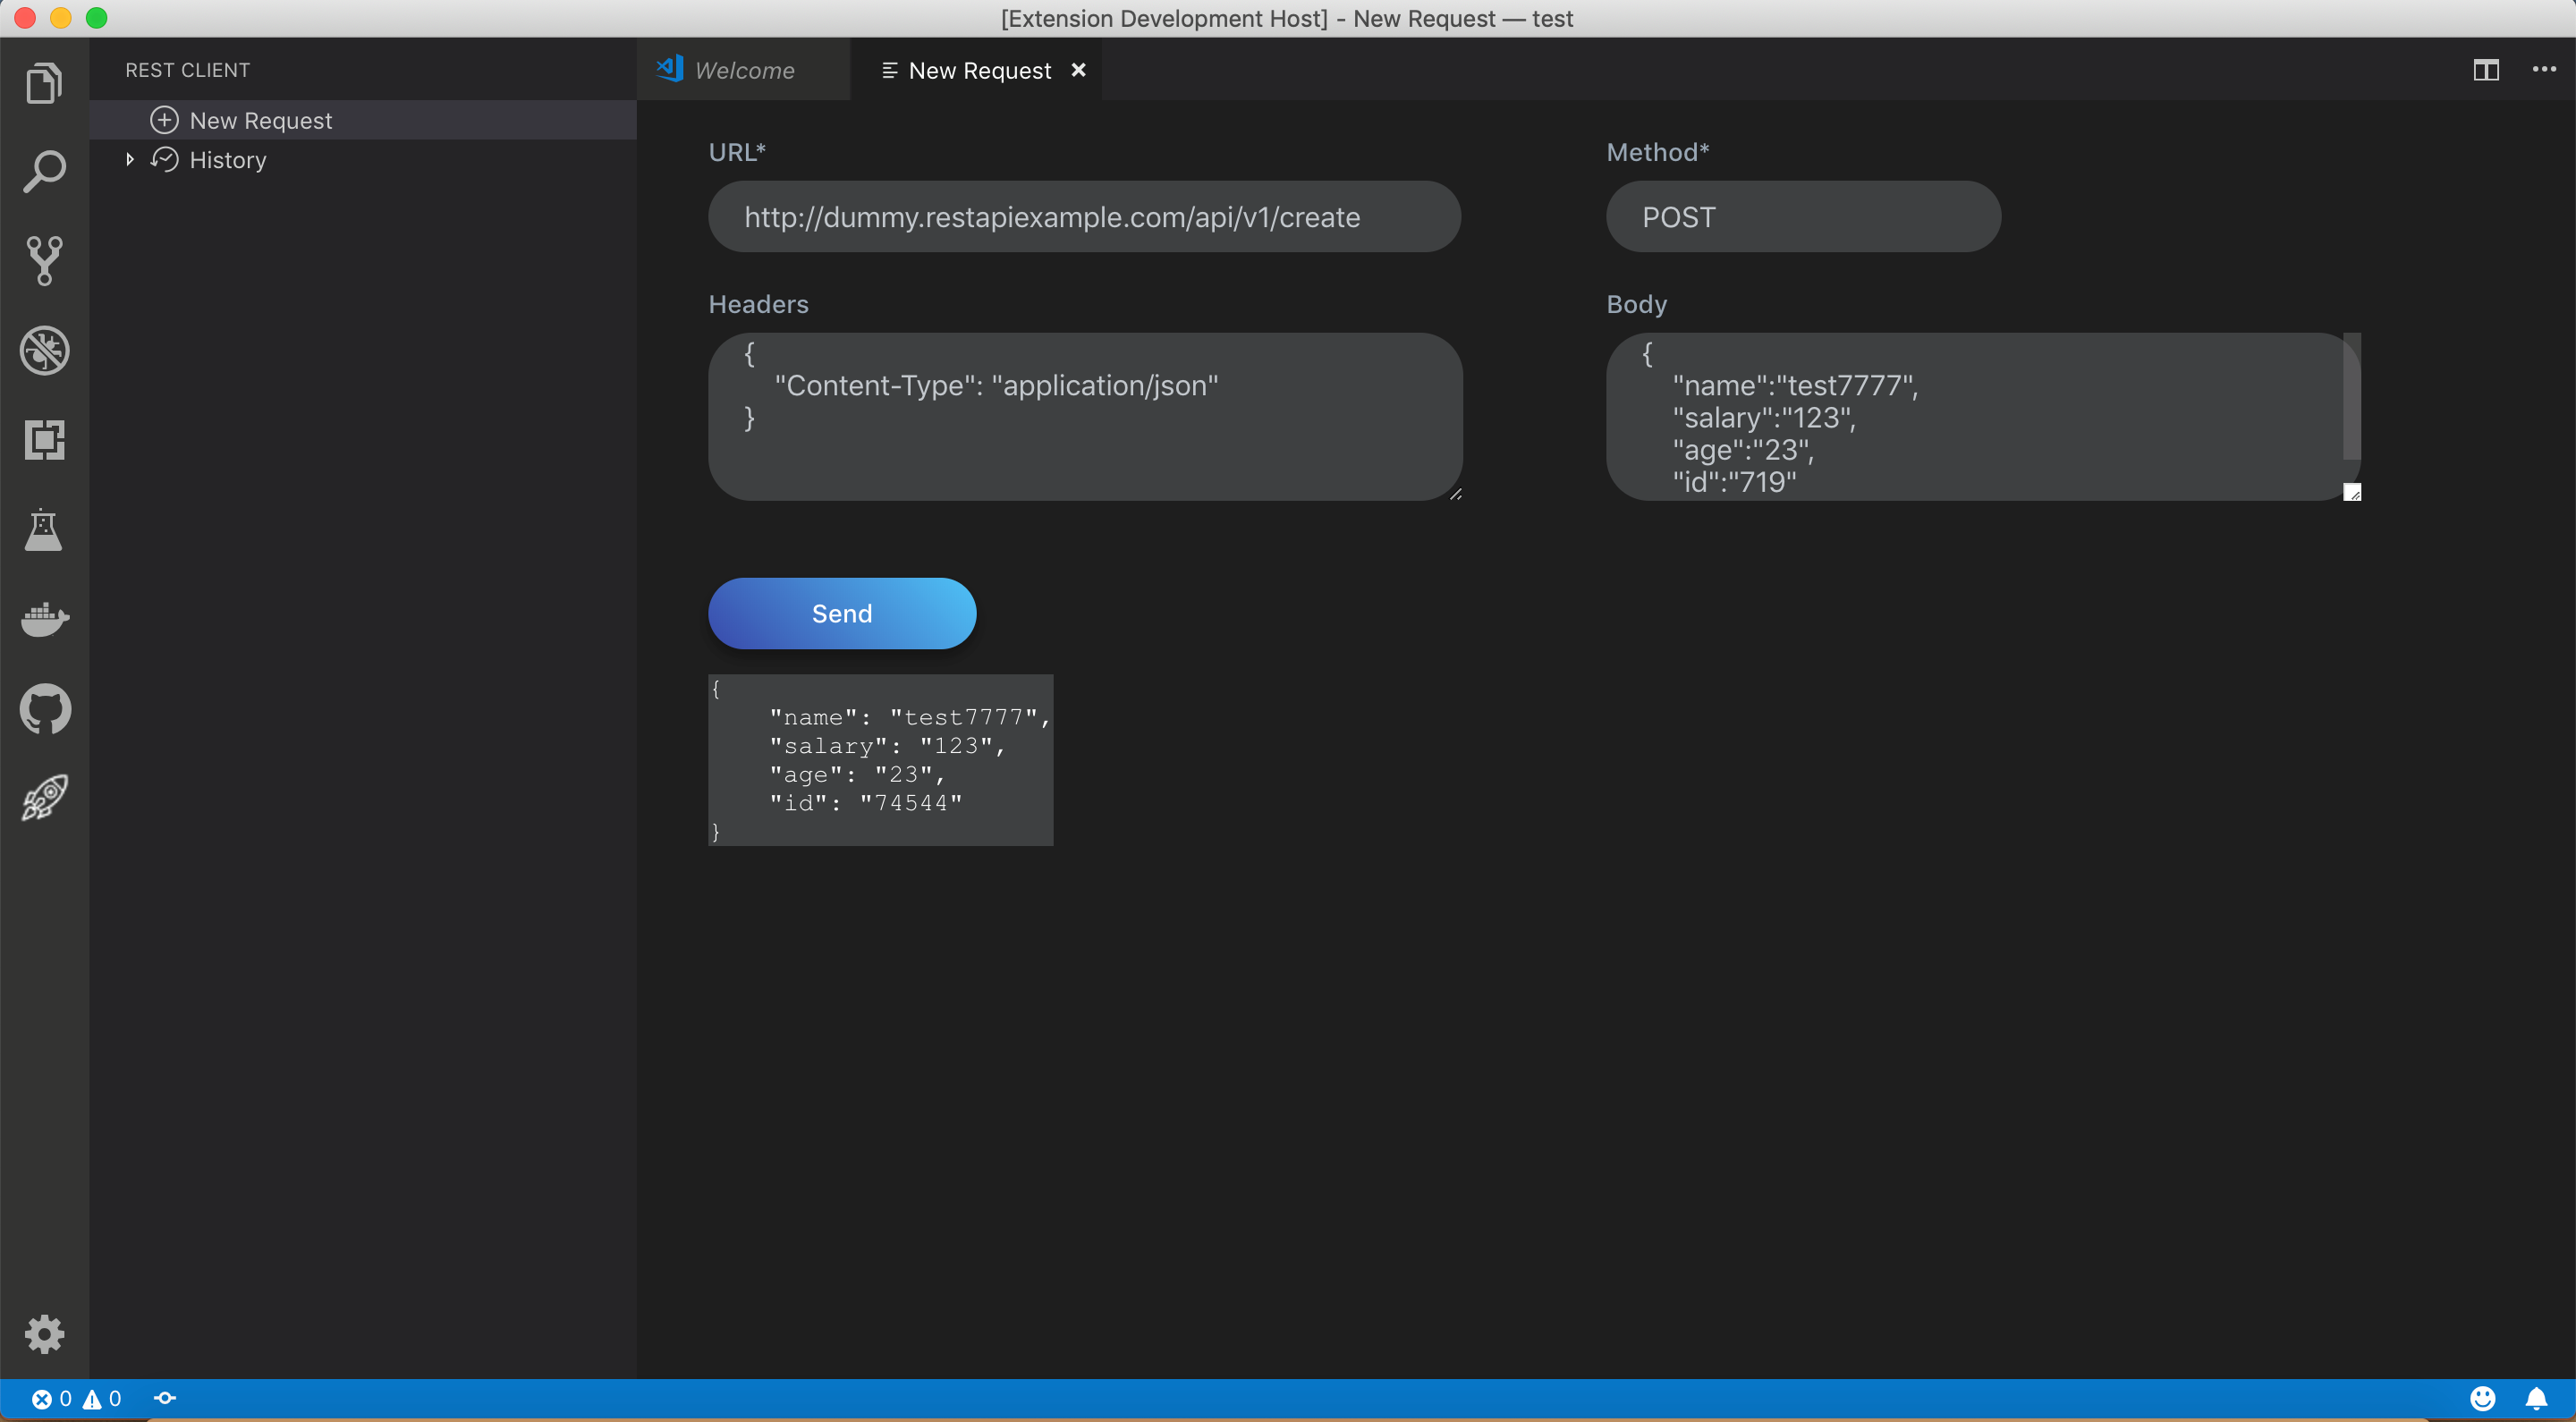 [Extension Development Host] - New Request — test
REST CLIENT
New Request
History
Welcome
New Request
URL*
http://dummy.restapiexample.com/api/v1/create
Method*
POST
Headers
{
"Content-Type": "application/json"
}
Body
{
"name":"test7777",
"salary":"123",
"age":"23",
"id":"719"
Send
{
"name": "test7777",
"salary": "123",
"age": "23",
"id": "74544"
}
0 0